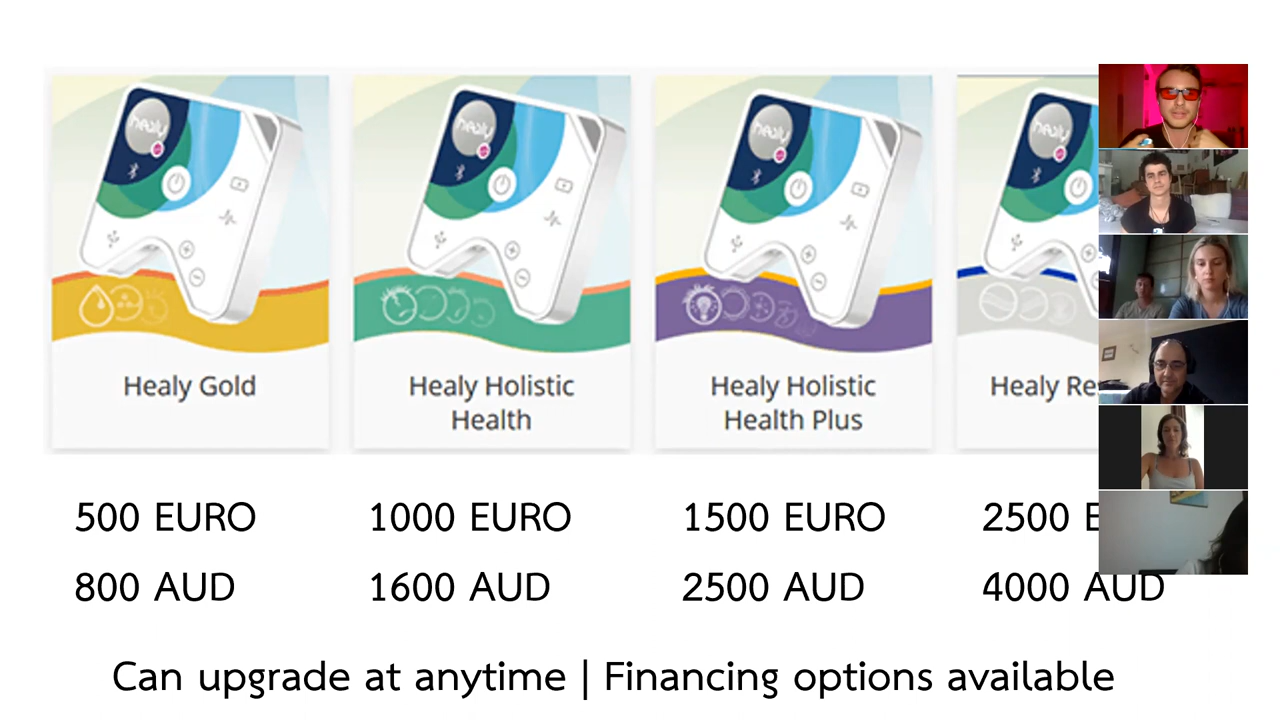 healy
healy
healy
healy
Healy Gold
Healy Holistic
Health
Healy Holistic
Health Plus
Healy Re
500 EURO
1000 EURO
1500 EURO
2500 E
800 AUD
1600 AUD
2500 AUD
4000 AUD
Can upgrade at anytime | Financing options available